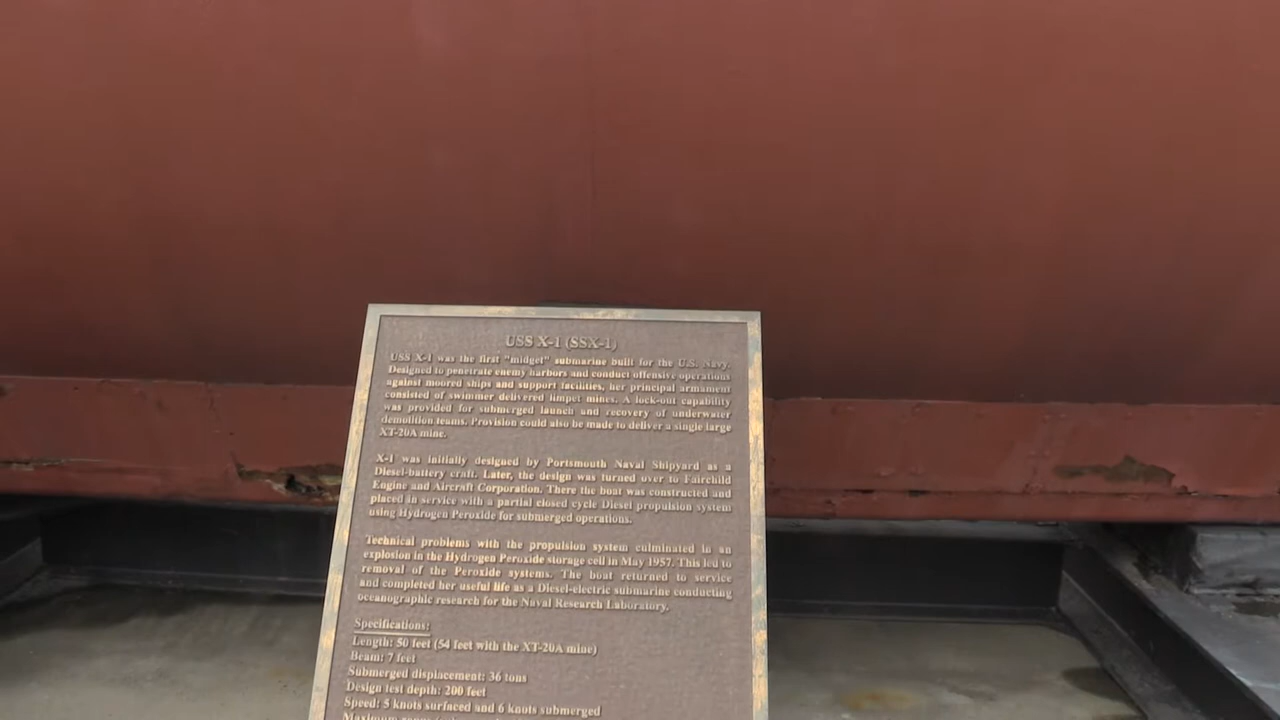 USS X-1 (SSX-1)
USS X-1 was the first "midget" submarine built for the U.S. Navy.
Designed to penetrate enemy harbors and conduct offensive operations
against moored ships and support facilities, her principal armament
consisted of swimmer delivered limpet mines. A lock-out capability
was provided for submerged launch and recovery of underwater
demolition teams. Provision could also be made to deliver a single large
XT-20A mine.
X-1 was initially designed by Portsmouth Naval Shipyard as a
Diesel-battery craft. Later, the design was turned over to Fairchild
Engine and Aircraft Corporation. There the boat was constructed and
placed in service with a partial closed cycle Diesel propulsion system
using Hydrogen Peroxide for submerged operations.
Technical problems with the propulsion system culminated in an
explosion in the Hydrogen Peroxide storage cell in May 1957. This led to
removal of the Peroxide systems. The boat returned to service
and completed her useful life as a Diesel-electric submarine conducting
oceanographic research for the Naval Research Laboratory.
Specifications:
Length: 50 feet (54 feet with the XT-20A mine)
Beam: 7 feet
Submerged displacement: 36 tons
Design test depth: 200 feet
Speed: 5 knots surfaced and 6 knots submerged
Maximum